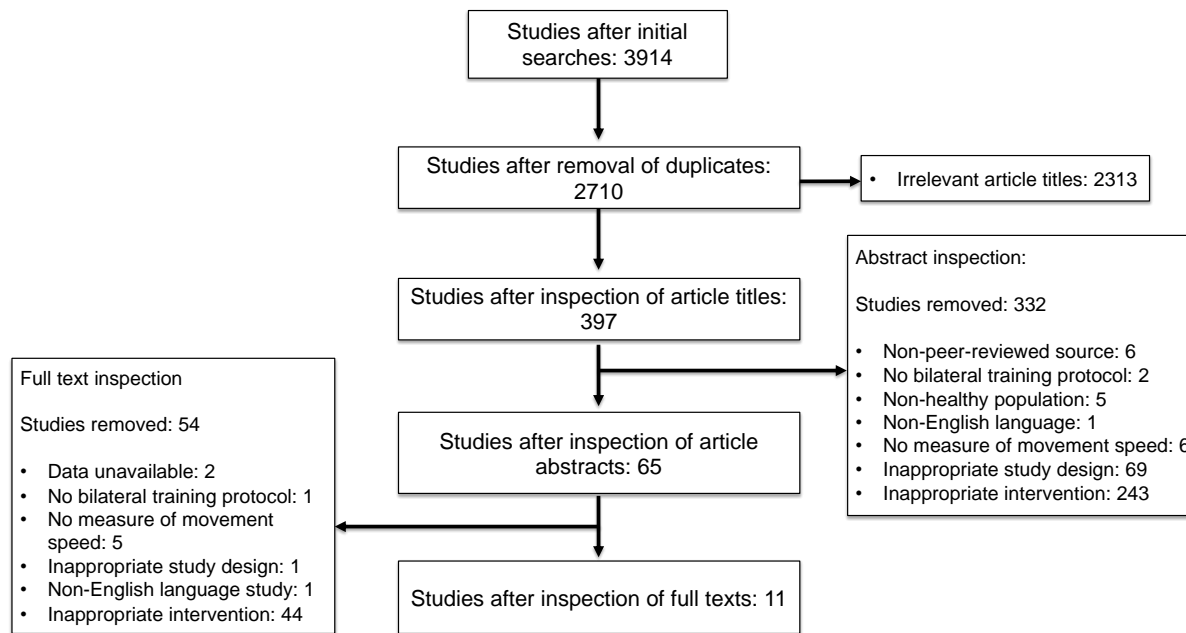 Studies after initial
searches: 3914
Studies after removal of duplicates:
2710
• Irrelevant article titles: 2313
Studies after inspection of article titles:
397
Abstract inspection:
Studies removed: 332
• Non-peer-reviewed source: 6
• No bilateral training protocol: 2
• Non-healthy population: 5
• Non-English language: 1
• No measure of movement speed: 6
• Inappropriate study design: 69
• Inappropriate intervention: 243
Studies after inspection of article
abstracts: 65
Full text inspection
Studies removed: 54
• Data unavailable: 2
• No bilateral training protocol: 1
• No measure of movement
speed: 5
• Inappropriate study design: 1
• Non-English language study: 1
• Inappropriate intervention: 44
Studies after inspection of full texts: 11